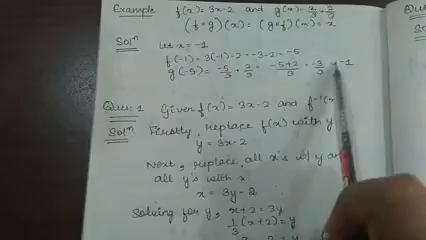 Example f(x) = 3x-2 and g(x) = x/3 + 2/3
(f∘g)(x) = (g∘f)(x) = x
Solⁿ Let x = -1
f(-1) = 3(-1)-2 = -3-2 = -5
g(-5) = -5/3 + 2/3 = -5+2/3 = -3/3 = -1
Ques: 1 Given f(x) = 3x-2 and f⁻¹(x
Solⁿ Firstly, replace f(x) with y
y = 3x-2
Next, replace all x's w/ y and
all y's with x
x = 3y-2
Solving for y, x+2 = 3y
1/3(x+2) = y